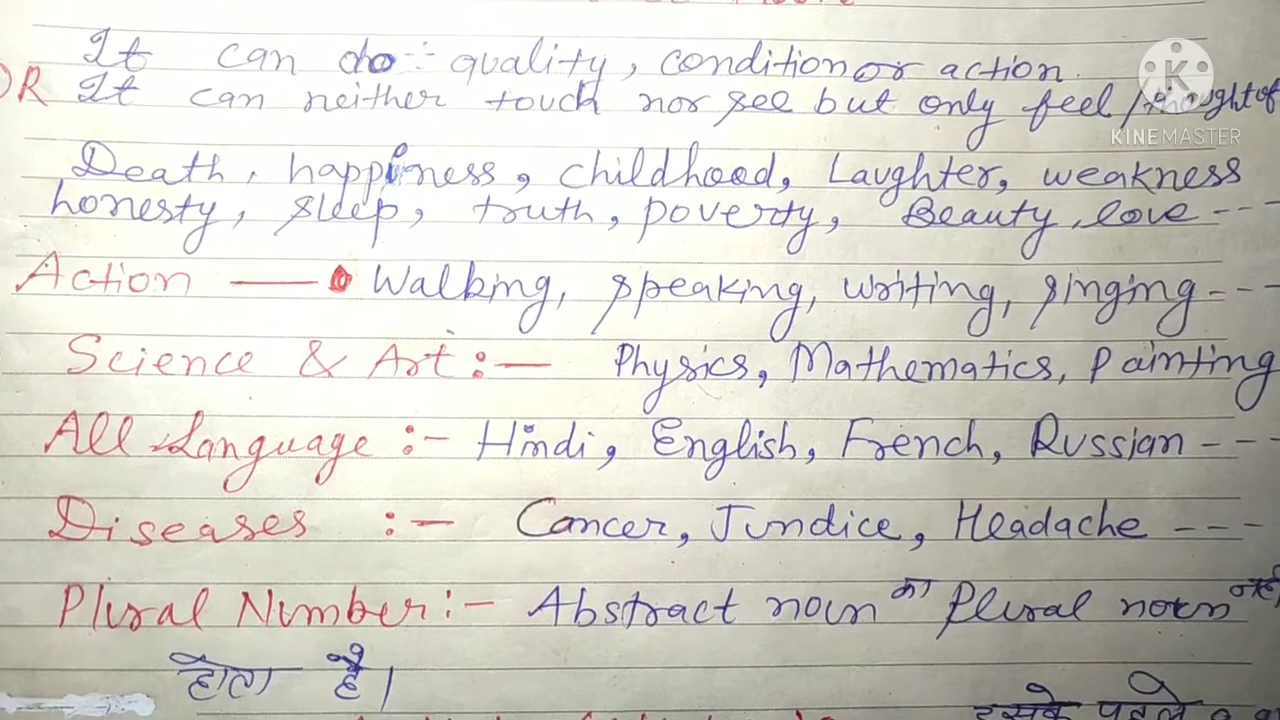 It can do :- quality, condition or action.
OR It can neither touch nor see but only feel / thought of
Death, happiness, childhood, Laughter, weakness
honesty, sleep, truth, poverty, Beauty, love ---
Action — Walking, speaking, writing, singing ---
Science & Art :- Physics, Mathematics, Painting
All Language :- Hindi, English, French, Russian ---
Diseases :- Cancer, Jundice, Headache ---
Plural Number :- Abstract noun का Plural noun नहीं
होता है।
इसके पहले
K
KINEMASTER